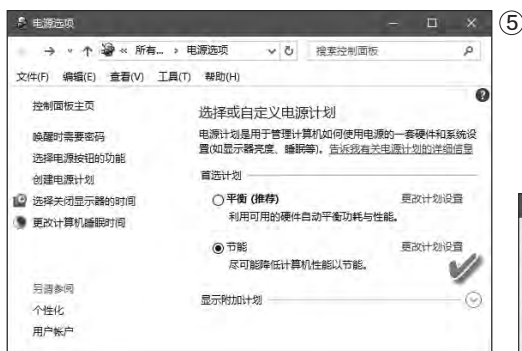 电源选项
⑤
所有... › 电源选项
搜索控制面板
文件(F) 编辑(E) 查看(V) 工具(T) 帮助(H)
控制面板主页
唤醒时需要密码
选择电源按钮的功能
创建电源计划
选择关闭显示器的时间
更改计算机睡眠时间
另请参阅
个性化
用户帐户
选择或自定义电源计划
电源计划是用于管理计算机如何使用电源的一套硬件和系统设
置(如显示器亮度、睡眠等)。告诉我有关电源计划的详细信息
首选计划
平衡 (推荐) 更改计划设置
利用可用的硬件自动平衡功耗与性能。
节能 更改计划设置
尽可能降低计算机性能以节能。
显示附加计划